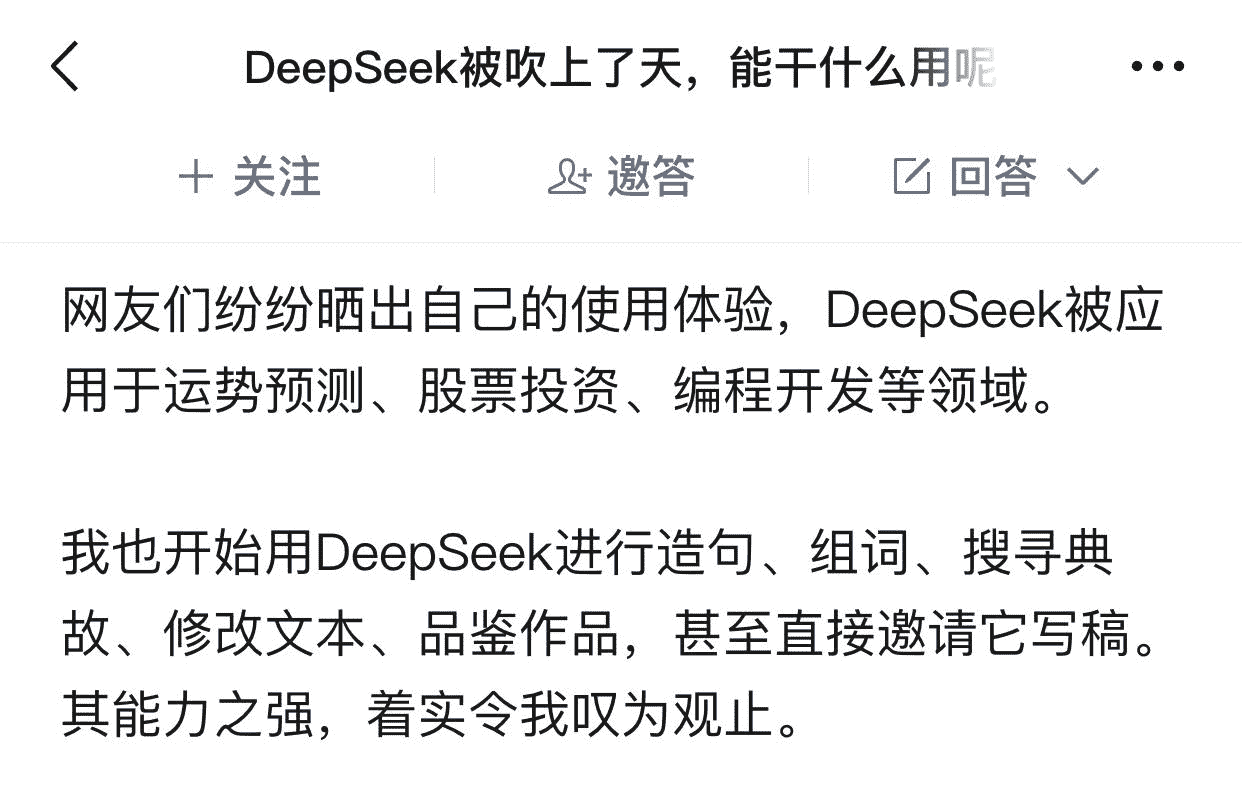 DeepSeek被吹上了天，能干什么用呢
关注
邀答
回答
网友们纷纷晒出自己的使用体验，DeepSeek被应
用于运势预测、股票投资、编程开发等领域。
我也开始用DeepSeek进行造句、组词、搜寻典
故、修改文本、品鉴作品，甚至直接邀请它写稿。
其能力之强，着实令我叹为观止。